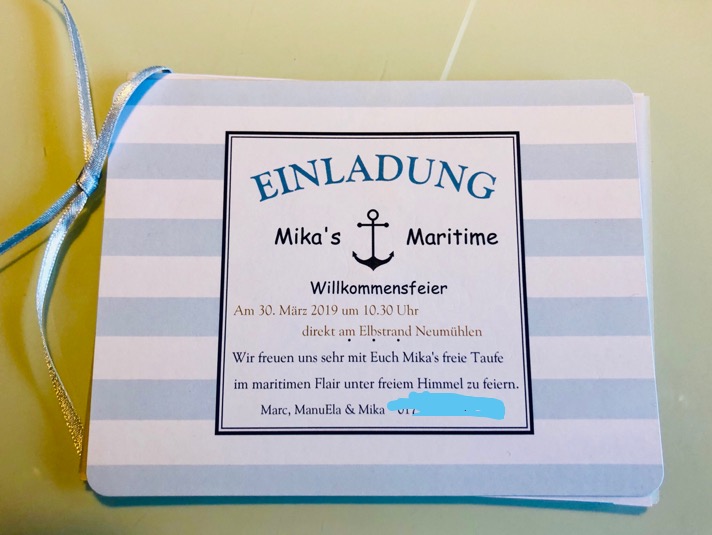 EINLADUNG
Mika's Maritime
Willkommensfeier
Am 30. März 2019 um 10.30 Uhr
direkt am Elbstrand Neumühlen
Wir freuen uns sehr mit Euch Mika's freie Taufe
im maritimen Flair unter freiem Himmel zu feiern.
Marc, ManuEla & Mika